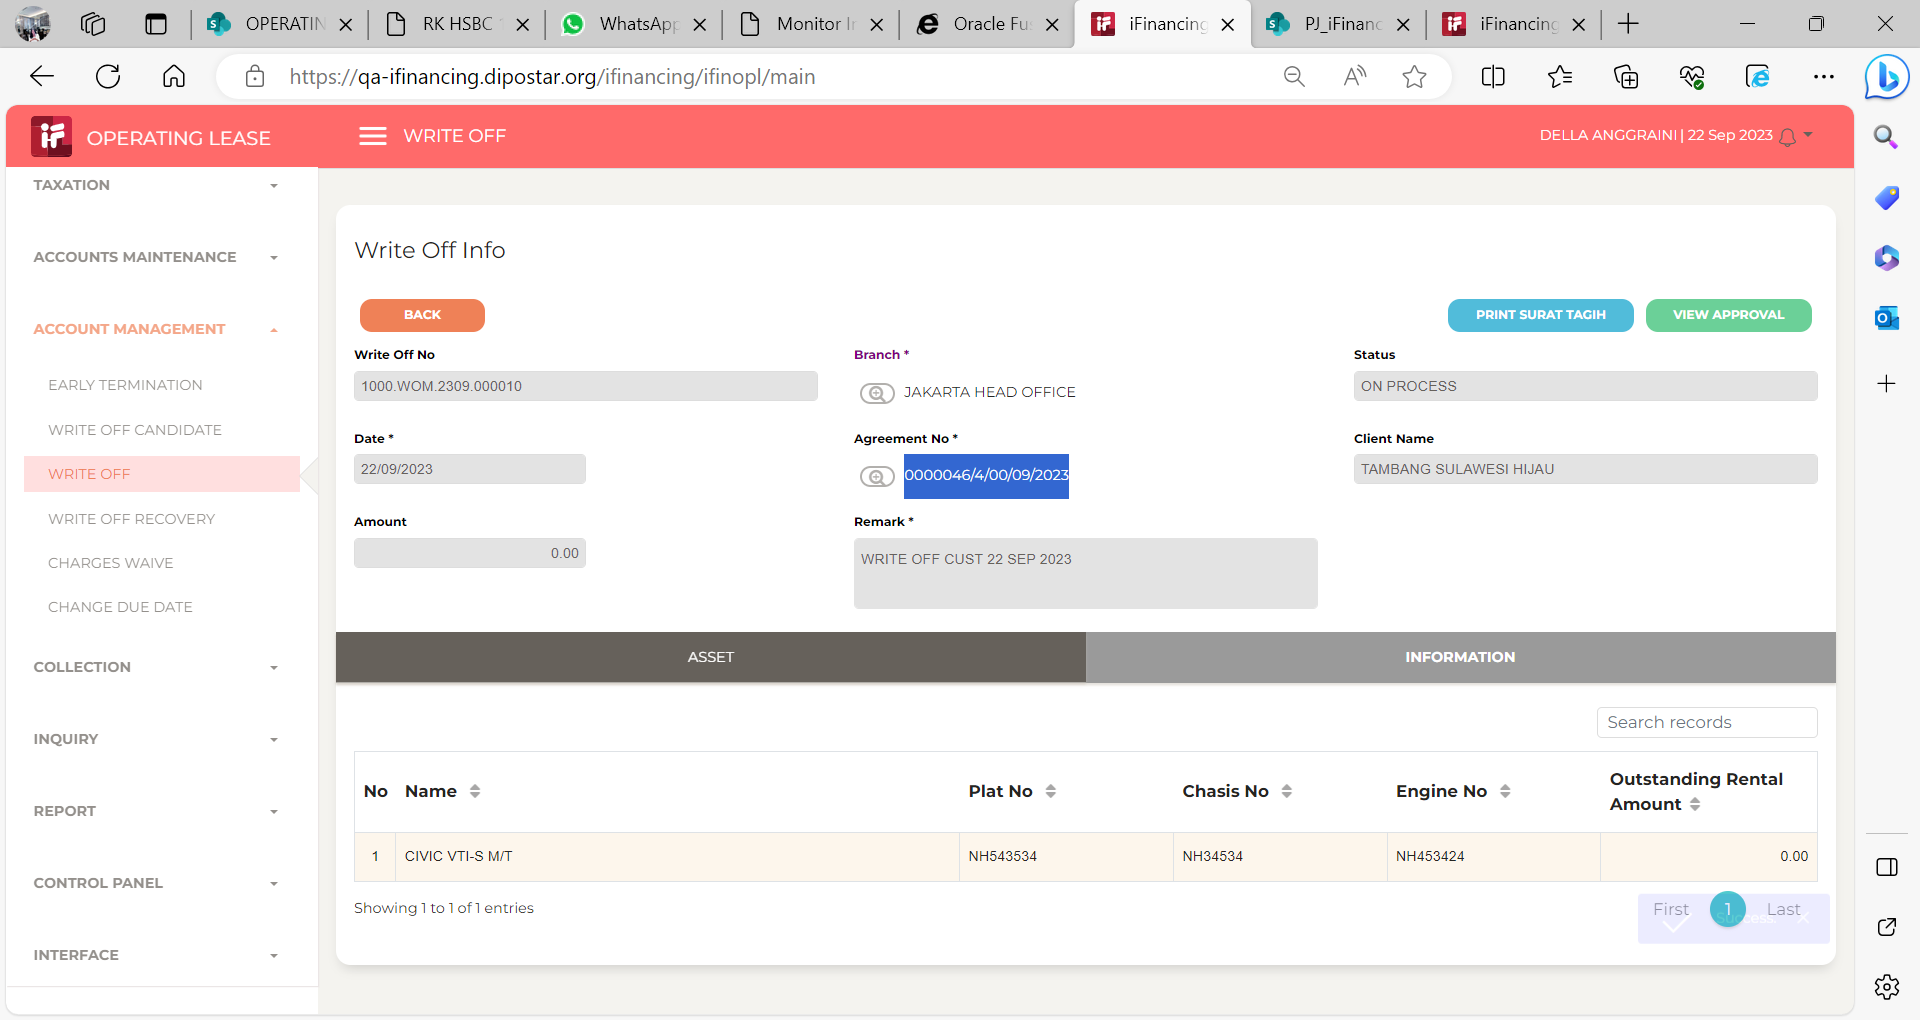 OPERATIN
RK HSBC
WhatsApp
Monitor In
Oracle Fu
iFinancing
PJ_iFinanc
iFinancing
https://qa-ifinancing.dipostar.org/ifinancing/ifinopl/main
iF OPERATING LEASE
WRITE OFF
DELLA ANGGRAINI | 22 Sep 2023
TAXATION
ACCOUNTS MAINTENANCE
ACCOUNT MANAGEMENT
EARLY TERMINATION
WRITE OFF CANDIDATE
WRITE OFF
WRITE OFF RECOVERY
CHARGES WAIVE
CHANGE DUE DATE
COLLECTION
INQUIRY
REPORT
CONTROL PANEL
INTERFACE
Write Off Info
BACK
PRINT SURAT TAGIH
VIEW APPROVAL
Write Off No
Branch *
Status
1000.WOM.2309.000010
JAKARTA HEAD OFFICE
ON PROCESS
Date *
Agreement No *
Client Name
22/09/2023
0000046/4/00/09/2023
TAMBANG SULAWESI HIJAU
Amount
Remark *
0.00
WRITE OFF CUST 22 SEP 2023
ASSET
INFORMATION
Search records
No Name Plat No Chasis No Engine No Outstanding Rental
Amount
1 CIVIC VTI-S M/T NH543534 NH34534 NH453424 0.00
Showing 1 to 1 of 1 entries
First 1 Last